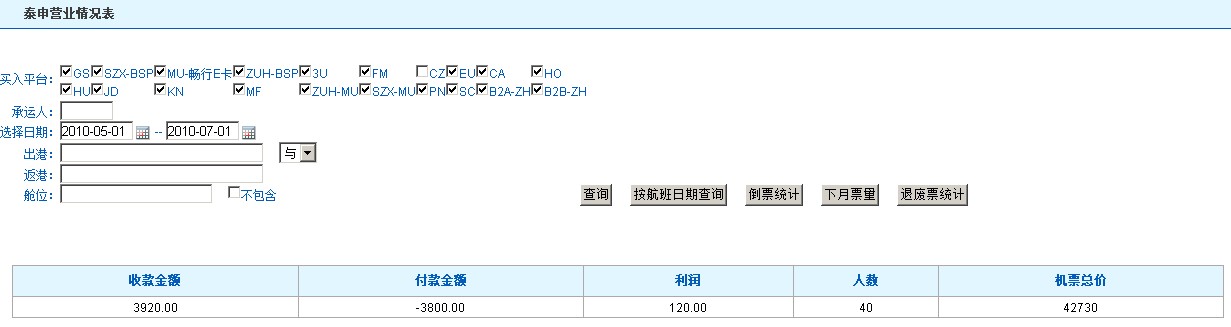 泰申营业情况表
买入平台： GS SZX-BSP MU-畅行E卡 ZUH-BSP 3U FM CZ EU CA HO
HU JD KN MF ZUH-MU SZX-MU PN SC B2A-ZH B2B-ZH
承运人：
选择日期： 2010-05-01 -- 2010-07-01
出港： 与
返港：
舱位： 不包含 查询 按航班日期查询 倒票统计 下月票量 退废票统计
收款金额 付款金额 利润 人数 机票总价
3920.00 -3800.00 120.00 40 42730